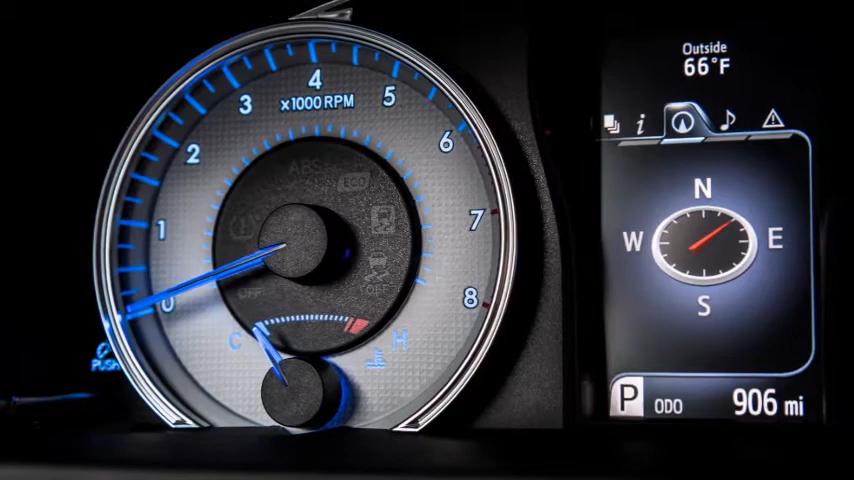 4
3
5
×1000 RPM
2
6
ABS
ECO
1
7
OFF
OFF
0
8
C
H
PUSH
Outside
66°F
i
N
W
E
S
P ODO 906 mi